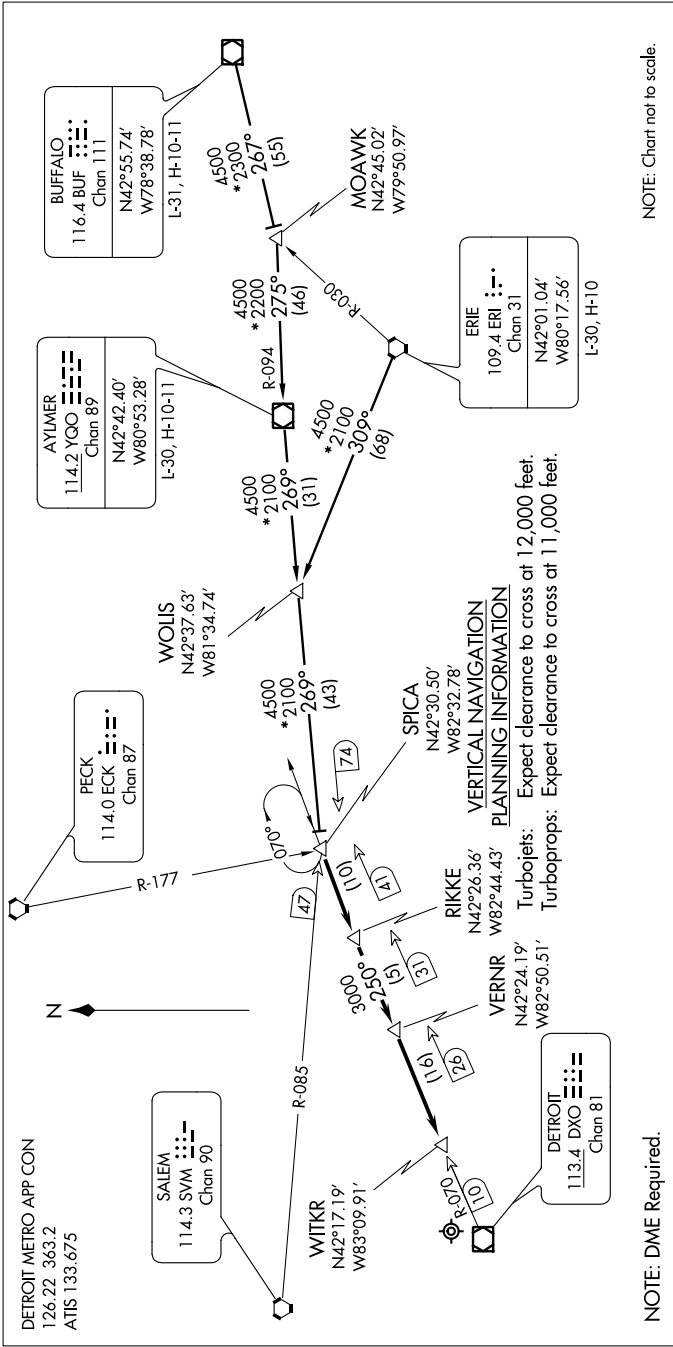 DETROIT METRO APP CON
126.22 363.2
ATIS 133.675
N
SALEM
114.3 SVM
Chan 90
PECK
114.0 ECK
Chan 87
AYLMER
114.2 YQO
Chan 89
N42°42.40′
W80°53.28′
L-30, H-10-11
BUFFALO
116.4 BUF
Chan 111
N42°55.74′
W78°38.78′
L-31, H-10-11
4500
*2300
267°
(55)
MOAWK
N42°45.02′
W79°50.97′
4500
*2200
275°
(46)
R-094
R-030
4500
*2100
269°
(31)
4500
*2100
309°
(68)
ERIE
109.4 ERI
Chan 31
N42°01.04′
W80°17.56′
L-30, H-10
WOLIS
N42°37.63′
W81°34.74′
4500
*2100
269°
(43)
R-177
R-085
070°
47
74
SPICA
N42°30.50′
W82°32.78′
(10)
41
RIKKE
N42°26.36′
W82°44.43′
3000
250°
(5)
31
VERNR
N42°24.19′
W82°50.51′
(16)
26
WITKR
N42°17.19′
W83°09.91′
R-070
10
DETROIT
113.4 DXO
Chan 81
VERTICAL NAVIGATION
PLANNING INFORMATION
Turbojets: Expect clearance to cross at 12,000 feet.
Turboprops: Expect clearance to cross at 11,000 feet.
NOTE: DME Required.
NOTE: Chart not to scale.